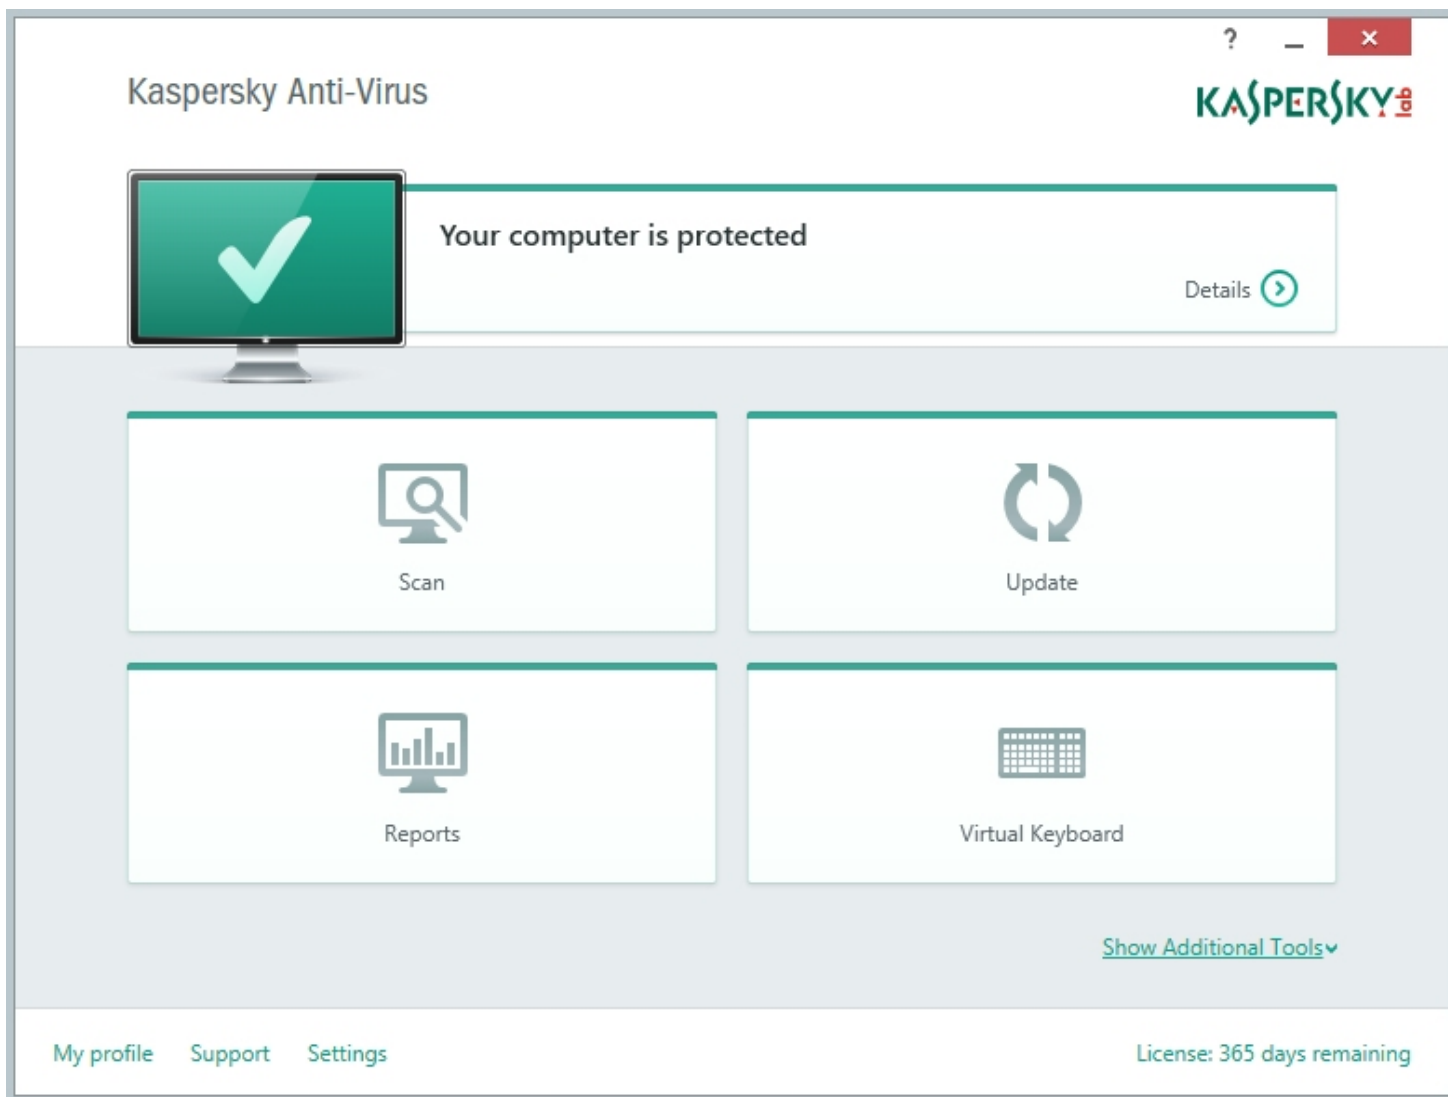 ?
Kaspersky Anti-Virus
KASPERSKY lab
Your computer is protected
Details
Scan
Update
Reports
Virtual Keyboard
Show Additional Tools
My profile Support Settings
License: 365 days remaining